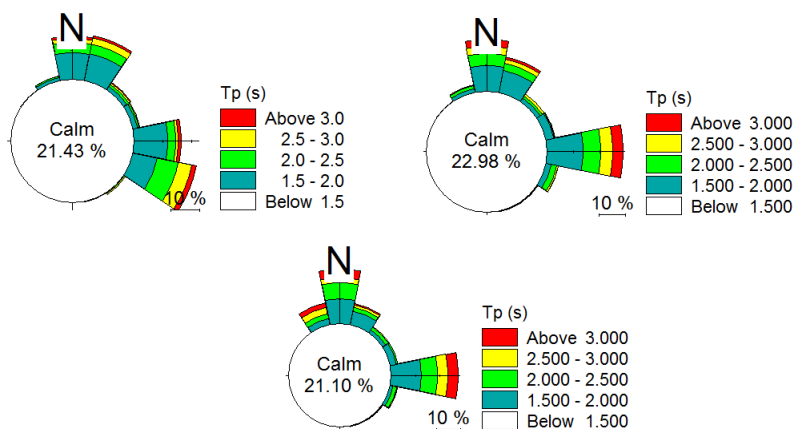 N
Calm
21.43 %
10 %
Tp (s)
Above 3.0
2.5 - 3.0
2.0 - 2.5
1.5 - 2.0
Below 1.5
N
Calm
22.98 %
10 %
Tp (s)
Above 3.000
2.500 - 3.000
2.000 - 2.500
1.500 - 2.000
Below 1.500
N
Calm
21.10 %
10 %
Tp (s)
Above 3.000
2.500 - 3.000
2.000 - 2.500
1.500 - 2.000
Below 1.500